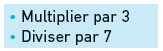 • Multiplier par 3
• Diviser par 7